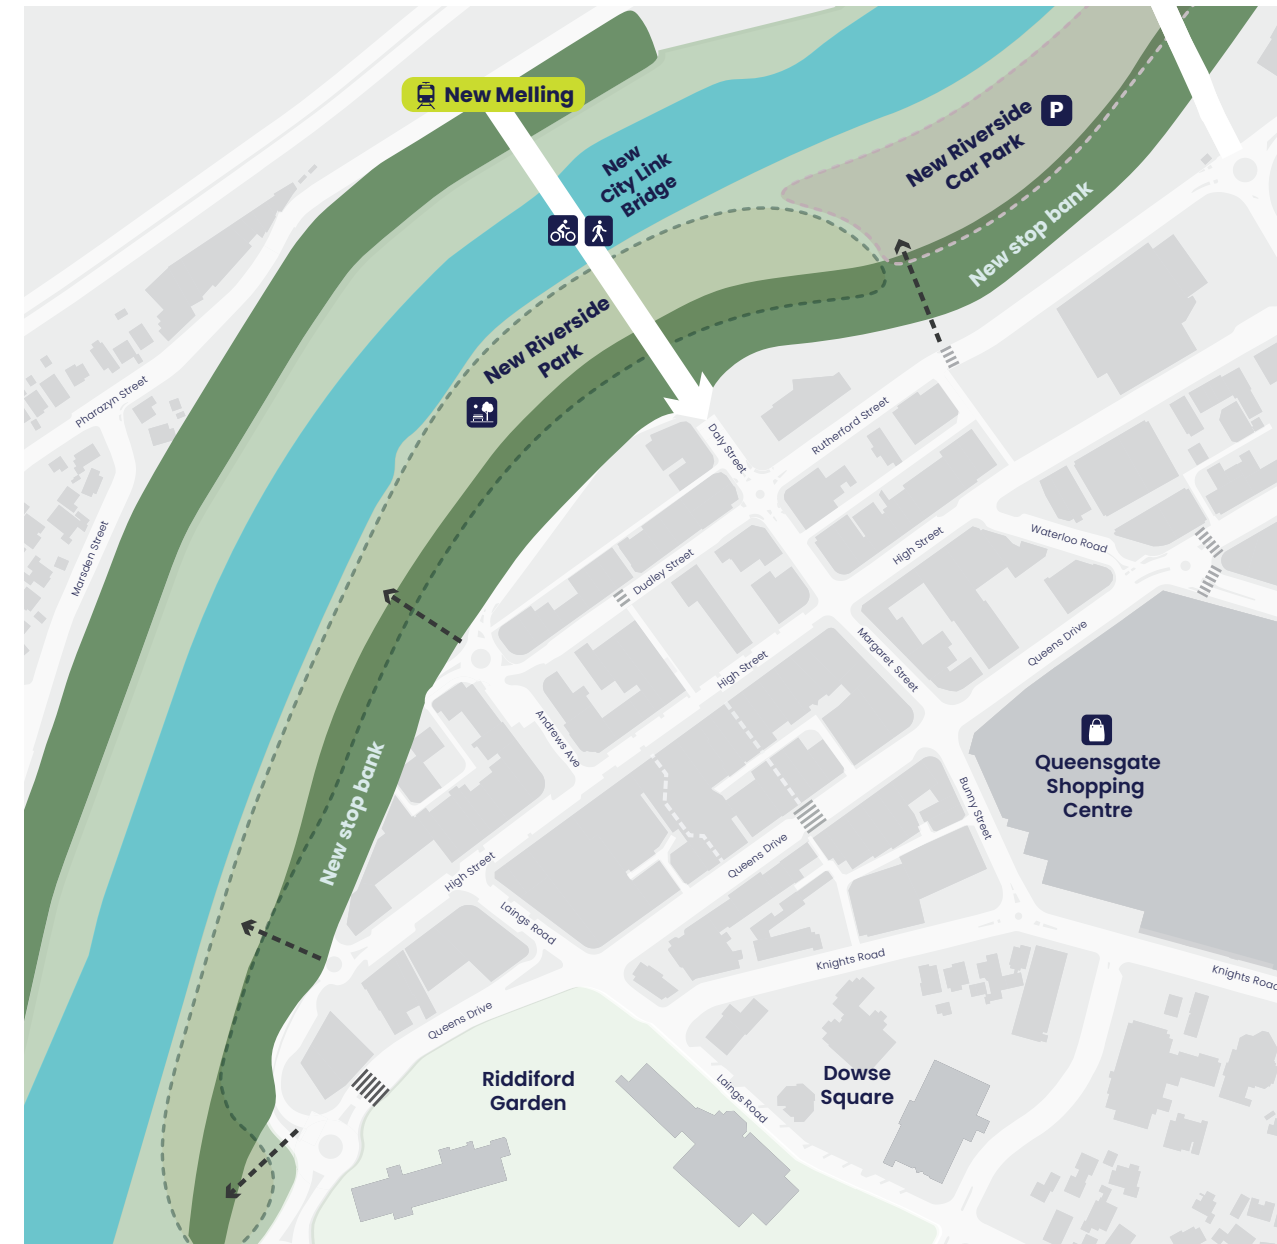 New Melling
New
City Link
Bridge
New Riverside
Car Park
P
New stop bank
New Riverside
Park
Pharazyn Street
Marsden Street
Daly Street
Rutherford Street
High Street
Waterloo Road
Dudley Street
High Street
Margaret Street
Queens Drive
Andrews Ave
New stop bank
Queensgate
Shopping
Centre
Bunny Street
High Street
Queens Drive
Laings Road
Knights Road
Knights Road
Queens Drive
Riddiford
Garden
Laings Road
Dowse
Square